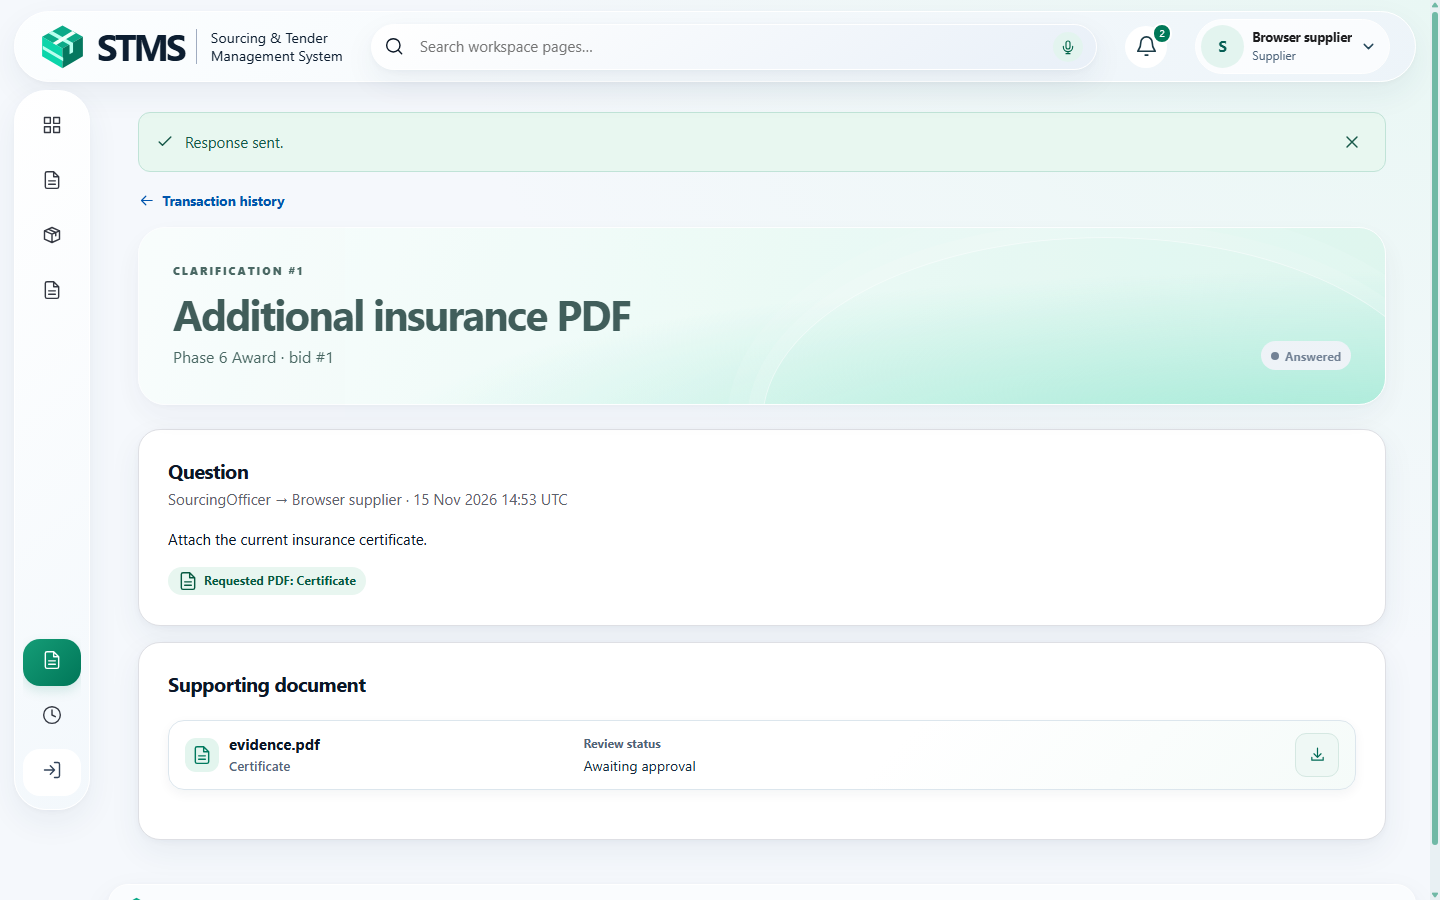 STMS
Sourcing & Tender
Management System
Search workspace pages...
2
S
Browser supplier
Supplier
Response sent.
Transaction history
CLARIFICATION #1
Additional insurance PDF
Phase 6 Award · bid #1
Answered
Question
SourcingOfficer → Browser supplier · 15 Nov 2026 14:53 UTC
Attach the current insurance certificate.
Requested PDF: Certificate
Supporting document
evidence.pdf
Certificate
Review status
Awaiting approval